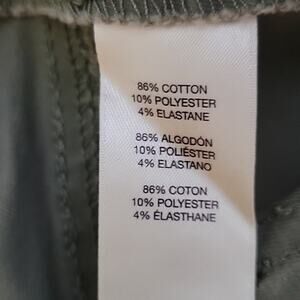 86% COTTON
10% POLYESTER
4% ELASTANE
86% ALGODÓN
10% POLIÉSTER
4% ELASTANO
86% COTON
10% POLYESTER
4% ÉLASTHANE